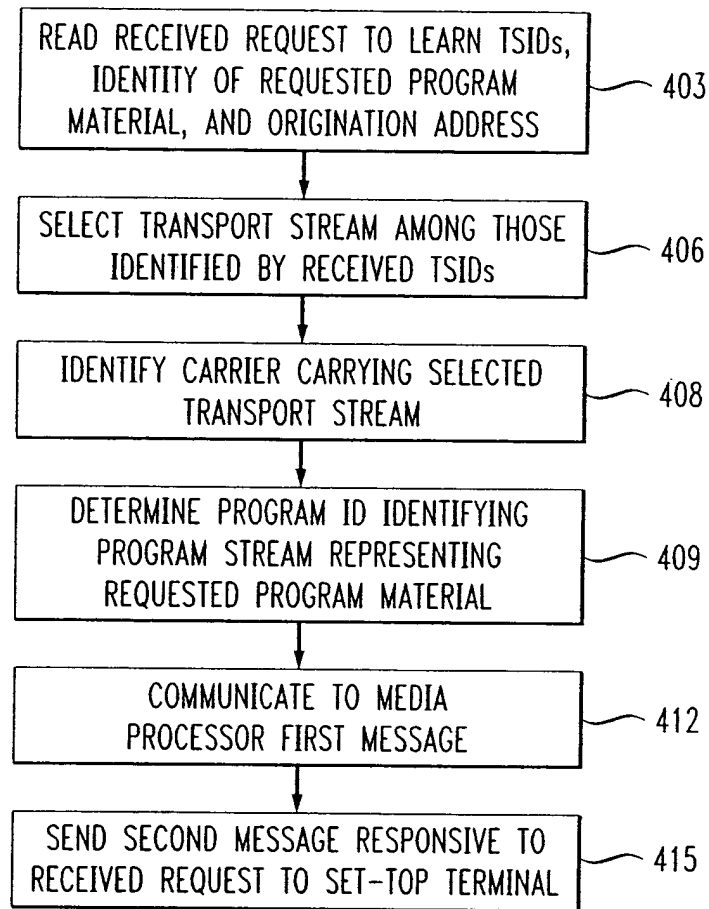 READ RECEIVED REQUEST TO LEARN TSIDs,
IDENTITY OF REQUESTED PROGRAM
MATERIAL, AND ORIGINATION ADDRESS
403
SELECT TRANSPORT STREAM AMONG THOSE
IDENTIFIED BY RECEIVED TSIDs
406
IDENTIFY CARRIER CARRYING SELECTED
TRANSPORT STREAM
408
DETERMINE PROGRAM ID IDENTIFYING
PROGRAM STREAM REPRESENTING
REQUESTED PROGRAM MATERIAL
409
COMMUNICATE TO MEDIA
PROCESSOR FIRST MESSAGE
412
SEND SECOND MESSAGE RESPONSIVE TO
RECEIVED REQUEST TO SET-TOP TERMINAL
415